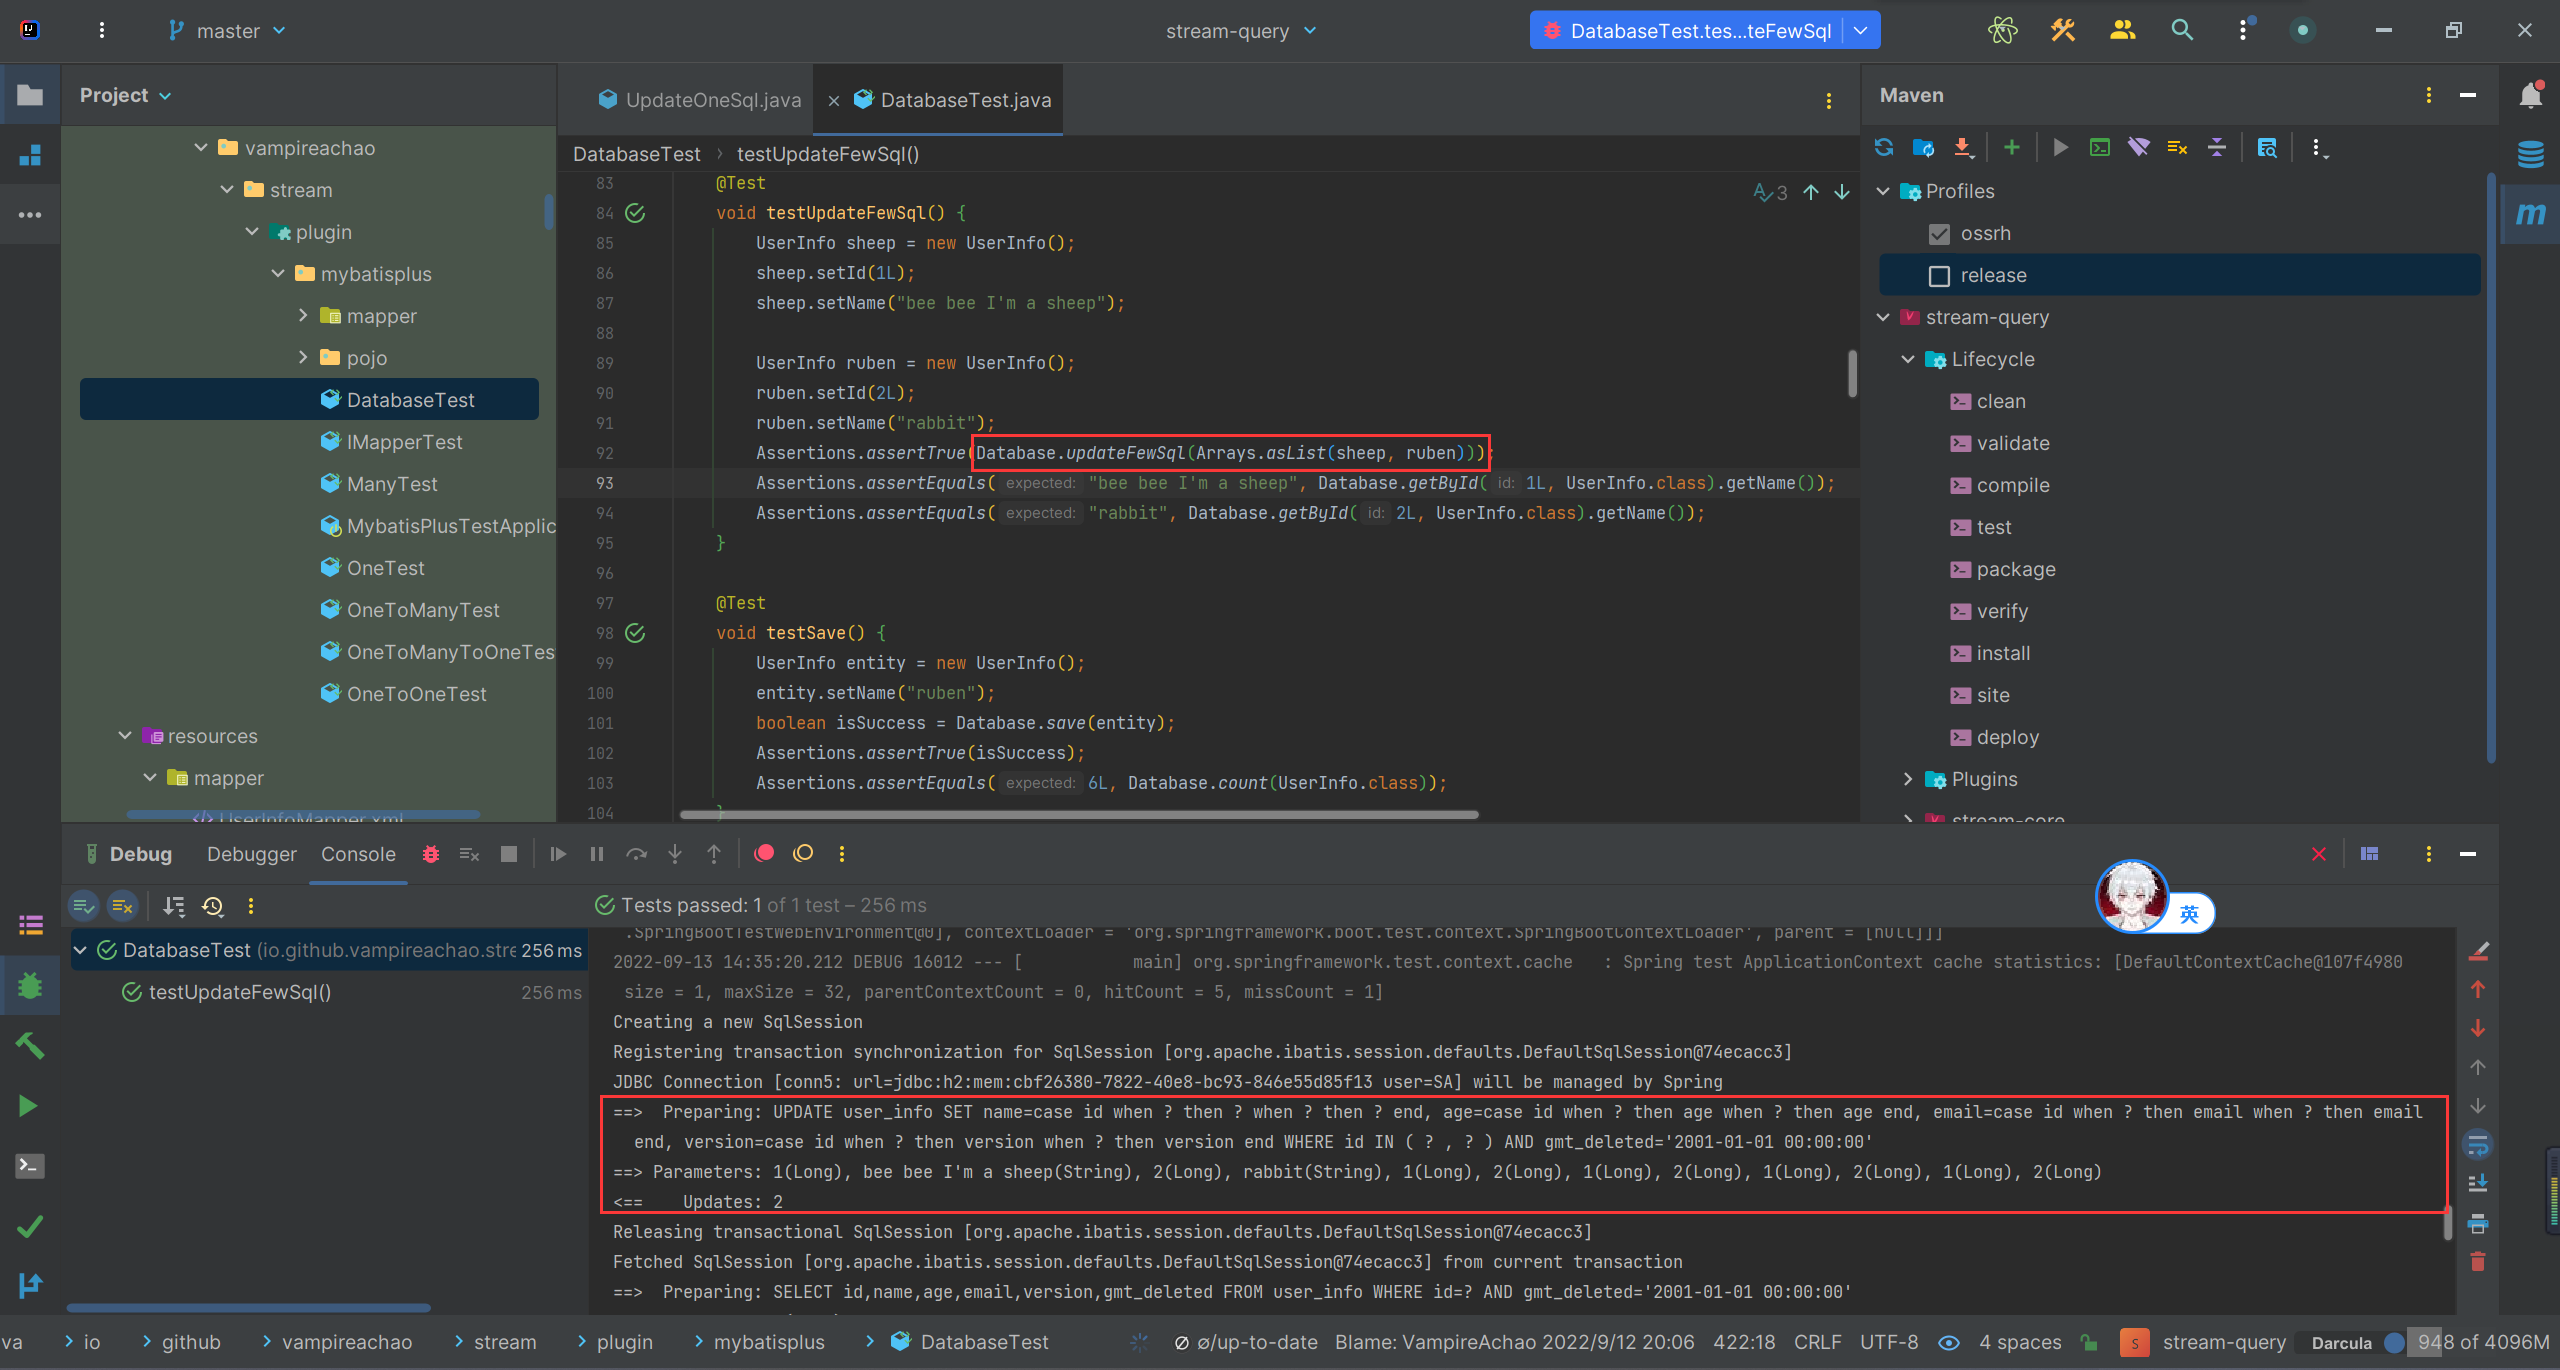 master
stream-query
DatabaseTest.tes...teFewSql
Project
vampireachao
stream
plugin
mybatisplus
mapper
pojo
DatabaseTest
IMapperTest
ManyTest
MybatisPlusTestApplic
OneTest
OneToManyTest
OneToManyToOneTes
OneToOneTest
resources
mapper
UserInfoMapper.xml
UpdateOneSql.java
DatabaseTest.java
DatabaseTest › testUpdateFewSql()
3
83 @Test
84 void testUpdateFewSql() {
85 UserInfo sheep = new UserInfo();
86 sheep.setId(1L);
87 sheep.setName("bee bee I'm a sheep");
88
89 UserInfo ruben = new UserInfo();
90 ruben.setId(2L);
91 ruben.setName("rabbit");
92 Assertions.assertTrue(Database.updateFewSql(Arrays.asList(sheep, ruben)));
93 Assertions.assertEquals( expected: "bee bee I'm a sheep", Database.getById( id: 1L, UserInfo.class).getName());
94 Assertions.assertEquals( expected: "rabbit", Database.getById( id: 2L, UserInfo.class).getName());
95 }
96
97 @Test
98 void testSave() {
99 UserInfo entity = new UserInfo();
100 entity.setName("ruben");
101 boolean isSuccess = Database.save(entity);
102 Assertions.assertTrue(isSuccess);
103 Assertions.assertEquals( expected: 6L, Database.count(UserInfo.class));
104 }
Maven
Profiles
ossrh
release
stream-query
Lifecycle
clean
validate
compile
test
package
verify
install
site
deploy
Plugins
stream-core
m
Debug
Debugger
Console
英
Tests passed: 1 of 1 test – 256 ms
DatabaseTest (io.github.vampireachao.stre 256 ms
testUpdateFewSql() 256 ms
.SpringBootTestWebEnvironment@0], contextLoader = 'org.springframework.boot.test.context.SpringBootContextLoader', parent = [null]]]
2022-09-13 14:35:20.212 DEBUG 16012 --- [           main] org.springframework.test.context.cache   : Spring test ApplicationContext cache statistics: [DefaultContextCache@107f4980
size = 1, maxSize = 32, parentContextCount = 0, hitCount = 5, missCount = 1]
Creating a new SqlSession
Registering transaction synchronization for SqlSession [org.apache.ibatis.session.defaults.DefaultSqlSession@74ecacc3]
JDBC Connection [conn5: url=jdbc:h2:mem:cbf26380-7822-40e8-bc93-846e55d85f13 user=SA] will be managed by Spring
==>  Preparing: UPDATE user_info SET name=case id when ? then ? when ? then ? end, age=case id when ? then age when ? then age end, email=case id when ? then email when ? then email
end, version=case id when ? then version when ? then version end WHERE id IN ( ? , ? ) AND gmt_deleted='2001-01-01 00:00:00'
==> Parameters: 1(Long), bee bee I'm a sheep(String), 2(Long), rabbit(String), 1(Long), 2(Long), 1(Long), 2(Long), 1(Long), 2(Long), 1(Long), 2(Long)
<==    Updates: 2
Releasing transactional SqlSession [org.apache.ibatis.session.defaults.DefaultSqlSession@74ecacc3]
Fetched SqlSession [org.apache.ibatis.session.defaults.DefaultSqlSession@74ecacc3] from current transaction
==>  Preparing: SELECT id,name,age,email,version,gmt_deleted FROM user_info WHERE id=? AND gmt_deleted='2001-01-01 00:00:00'
va › io › github › vampireachao › stream › plugin › mybatisplus › DatabaseTest
Ø ø/up-to-date Blame: VampireAchao 2022/9/12 20:06 422:18 CRLF UTF-8 4 spaces S stream-query Darcula 948 of 4096M